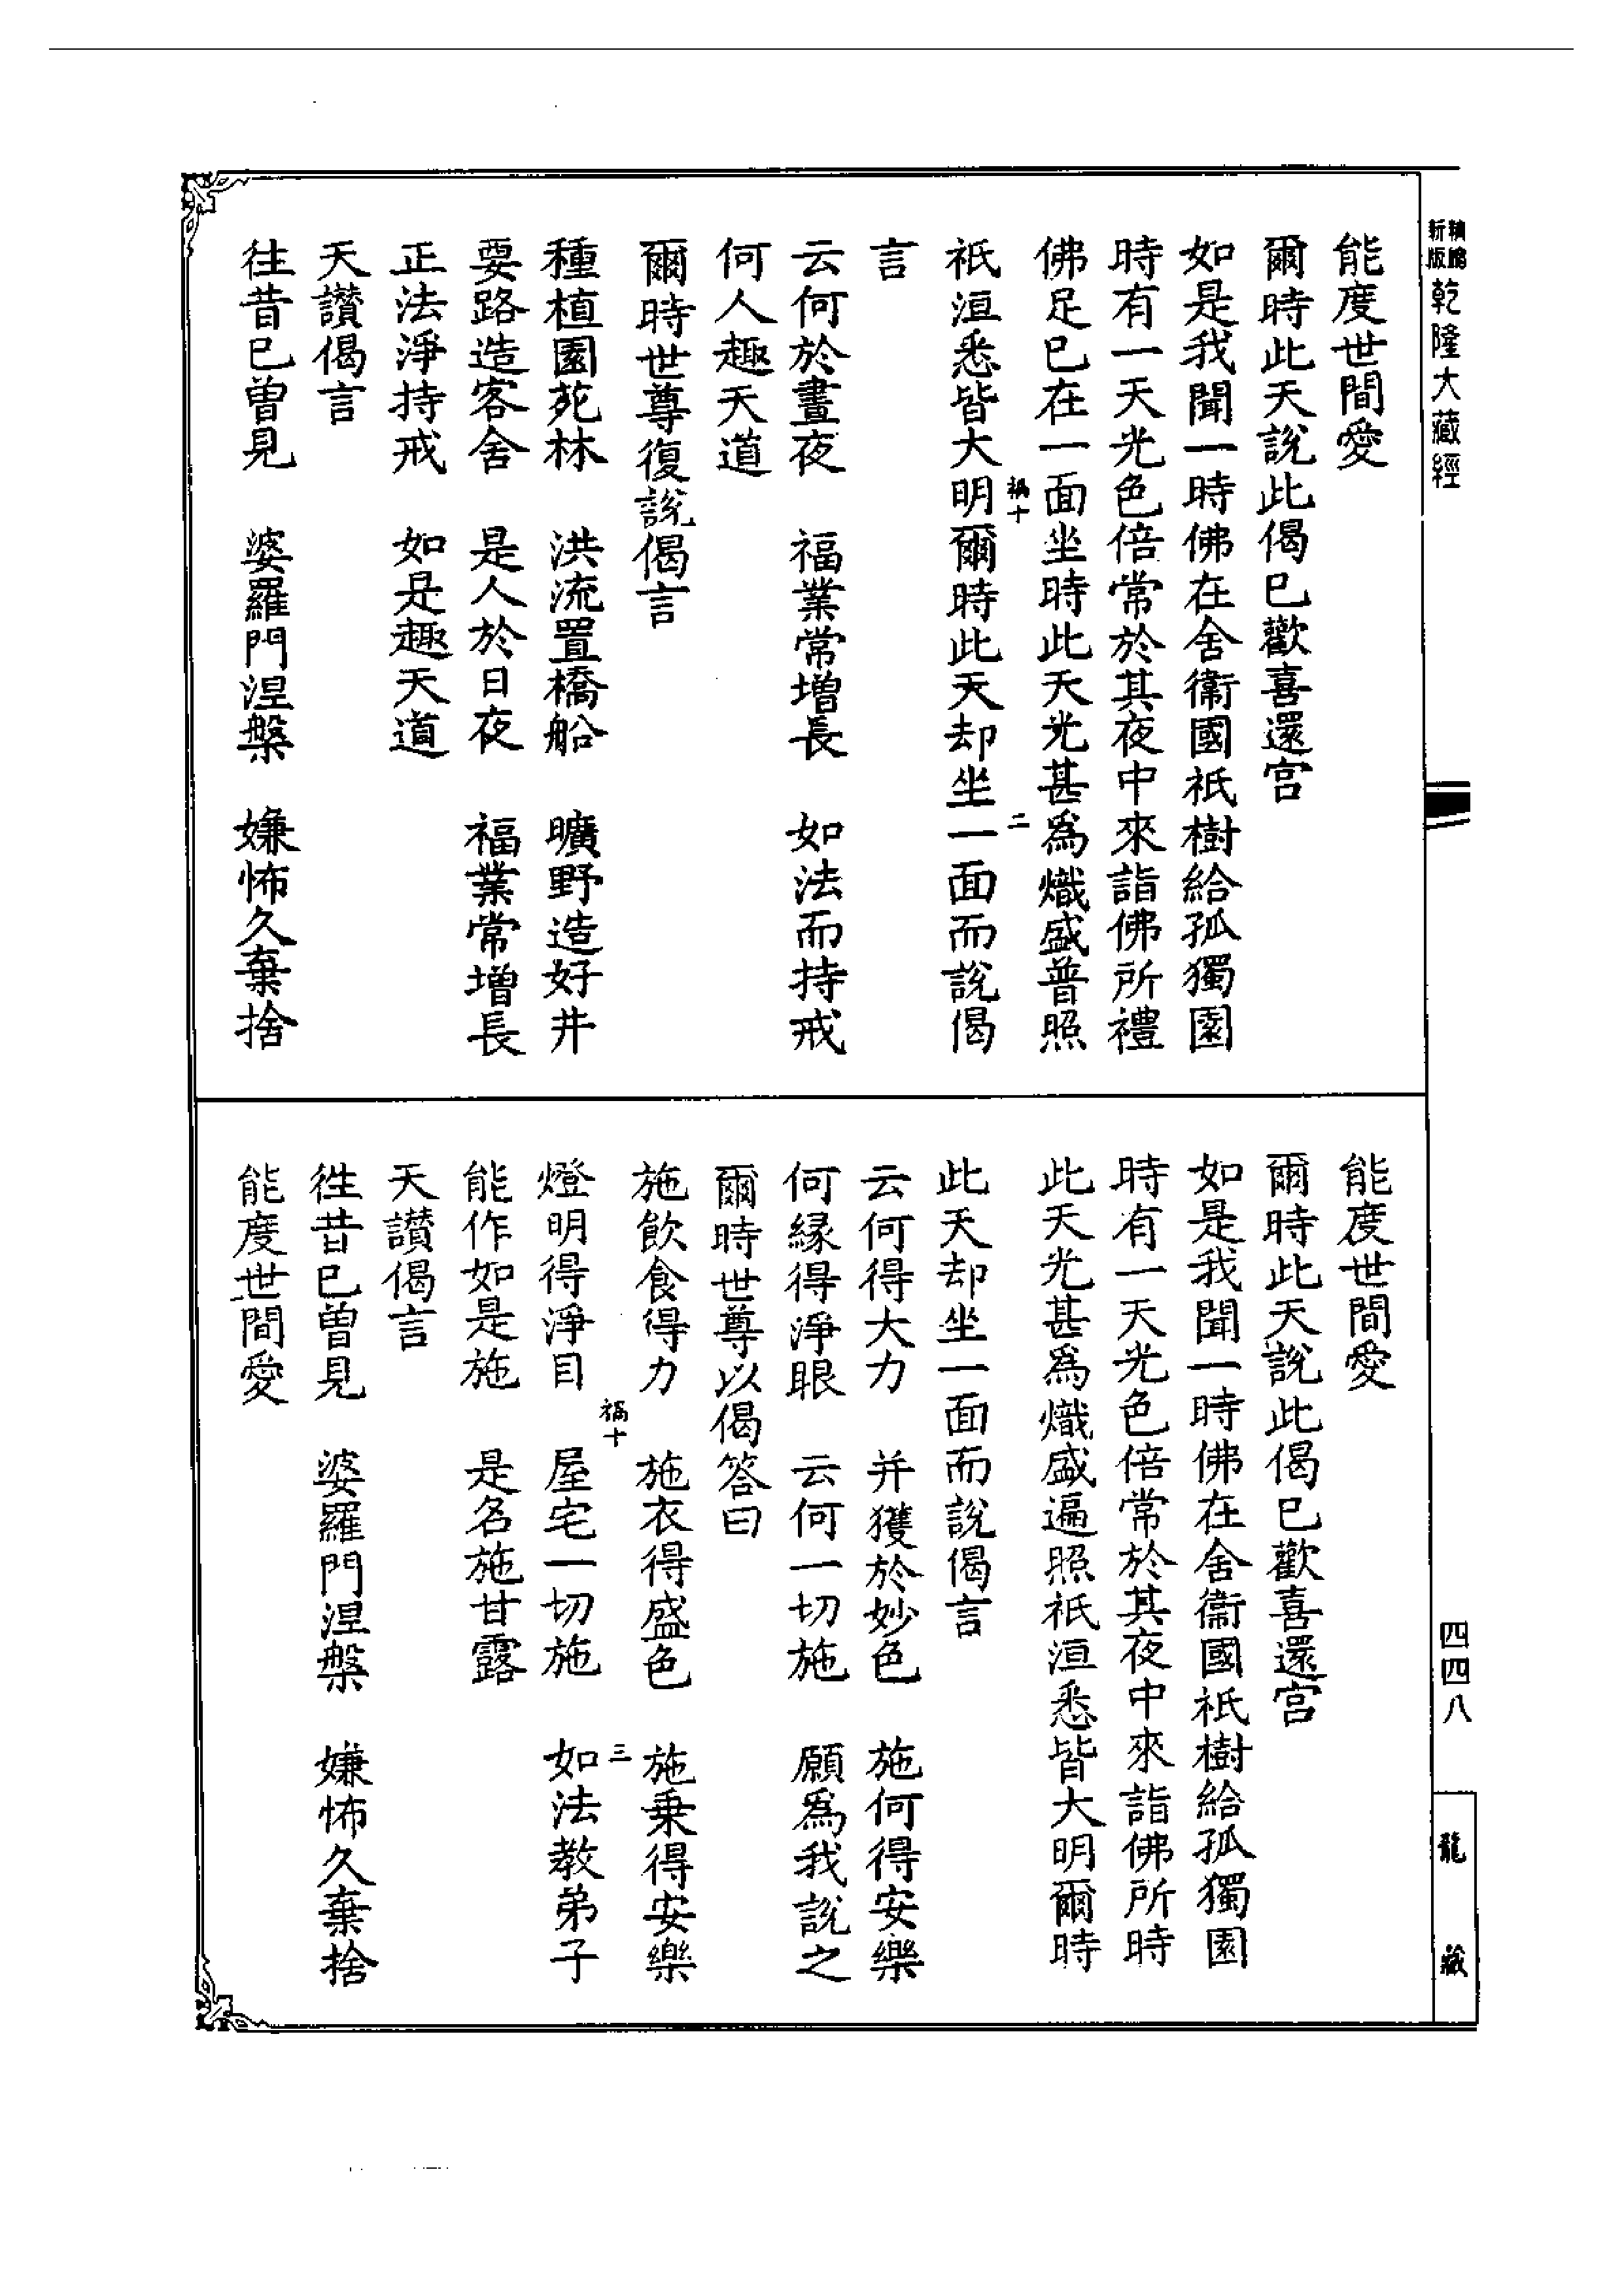 新版
乾隆大藏經
能度世間愛
爾時此天說此偈已歡喜還宮
如是我聞一時佛在舍衛國祇樹給孤獨園
時有一天光色倍常於其夜中來詣佛所禮
佛足已在一面坐時此天光甚為熾盛普照
祇洹悉皆大明爾時此天却坐一面而說偈
言
云何於晝夜 福業常增長 如法而持戒
何人趣天道
爾時世尊復說偈言
種植園苑林 洪流置橋船 曠野造好井
要路造客舍 是人於日夜 福業常增長
正法淨持戒 如是趣天道
天讚偈言
往昔已曾見 婆羅門涅槃 嫌怖久棄捨
二
能度世間愛
爾時此天說此偈已歡喜還宮
如是我聞一時佛在舍衛國祇樹給孤獨園
時有一天光色倍常於其夜中來詣佛所時
此天光甚為熾盛遍照祇洹悉皆大明爾時
此天却坐一面而說偈言
云何得大力 并獲於妙色 施何得安樂
何緣得淨眼 云何一切施 願為我說之
爾時世尊以偈答曰
施飲食得力 施衣得盛色 施乗得安樂
燈明得淨目 屋宅一切施 如法教弟子
能作如是施 是名施甘露
天讚偈言
往昔已曾見 婆羅門涅槃 嫌怖久棄捨
能度世間愛
三
四四八
龍藏